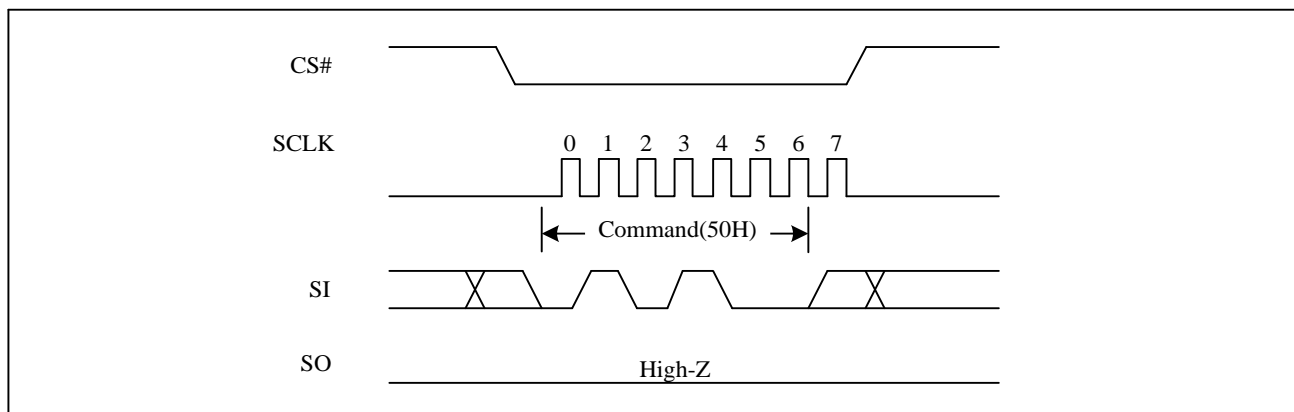 CS#
SCLK
0 1 2 3 4 5 6 7
Command(50H)
SI
SO
High-Z